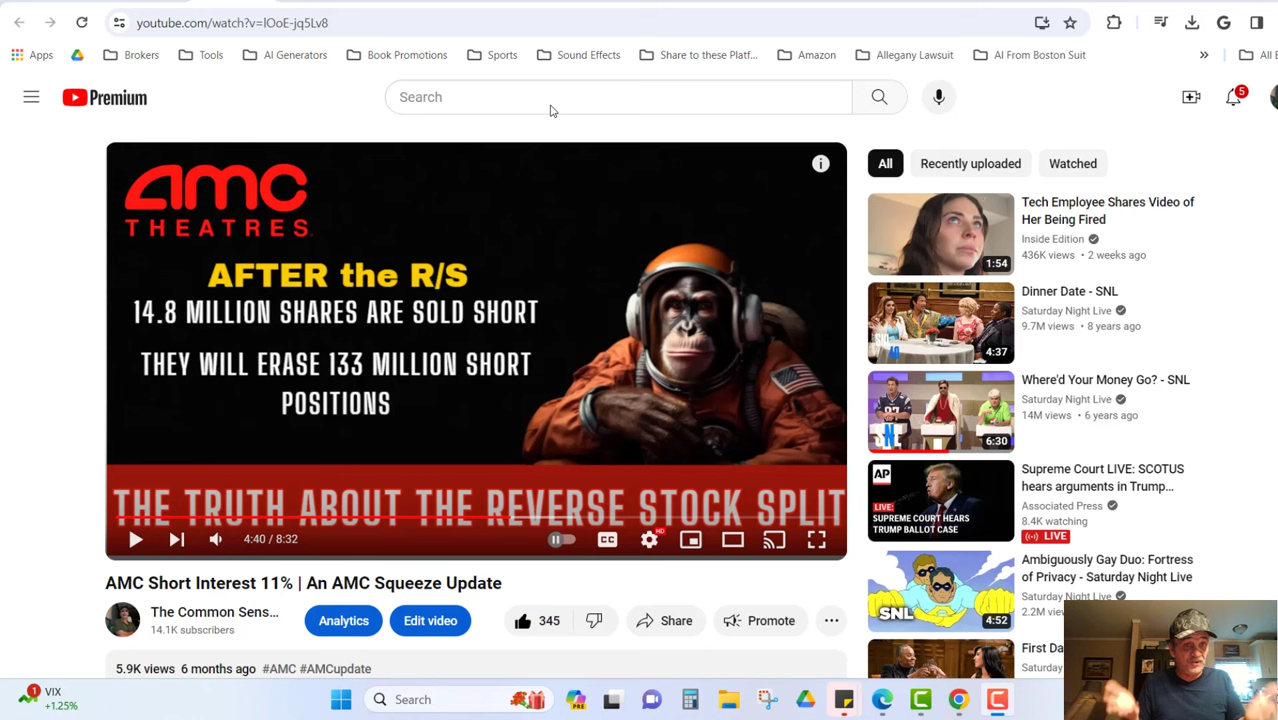 youtube.com/watch?v=lOoE-jq5Lv8
Apps
Brokers
Tools
AI Generators
Book Promotions
Sports
Sound Effects
Share to these Platf...
Amazon
Allegany Lawsuit
AI From Boston Suit
»
All E
Premium
Search
5
amc
THEATRES
AFTER the R/S
14.8 MILLION SHARES ARE SOLD SHORT
THEY WILL ERASE 133 MILLION SHORT
POSITIONS
THE TRUTH ABOUT THE REVERSE STOCK SPLIT
4:40 / 8:32
CC
HD
AMC Short Interest 11% | An AMC Squeeze Update
The Common Sens...
14.1K subscribers
Analytics
Edit video
345
Share
Promote
5.9K views 6 months ago #AMC #AMCupdate
All
Recently uploaded
Watched
1:54
Tech Employee Shares Video of
Her Being Fired
Inside Edition
436K views • 2 weeks ago
4:37
Dinner Date - SNL
Saturday Night Live
9.7M views • 8 years ago
6:30
Where'd Your Money Go? - SNL
Saturday Night Live
14M views • 6 years ago
AP
LIVE:
SUPREME COURT HEARS
TRUMP BALLOT CASE
Supreme Court LIVE: SCOTUS
hears arguments in Trump...
Associated Press
8.4K watching
LIVE
SNL
4:52
Ambiguously Gay Duo: Fortress
of Privacy - Saturday Night Live
Saturday Night Live
2.2M
First Da
1
VIX
+1.25%
Search
PRE